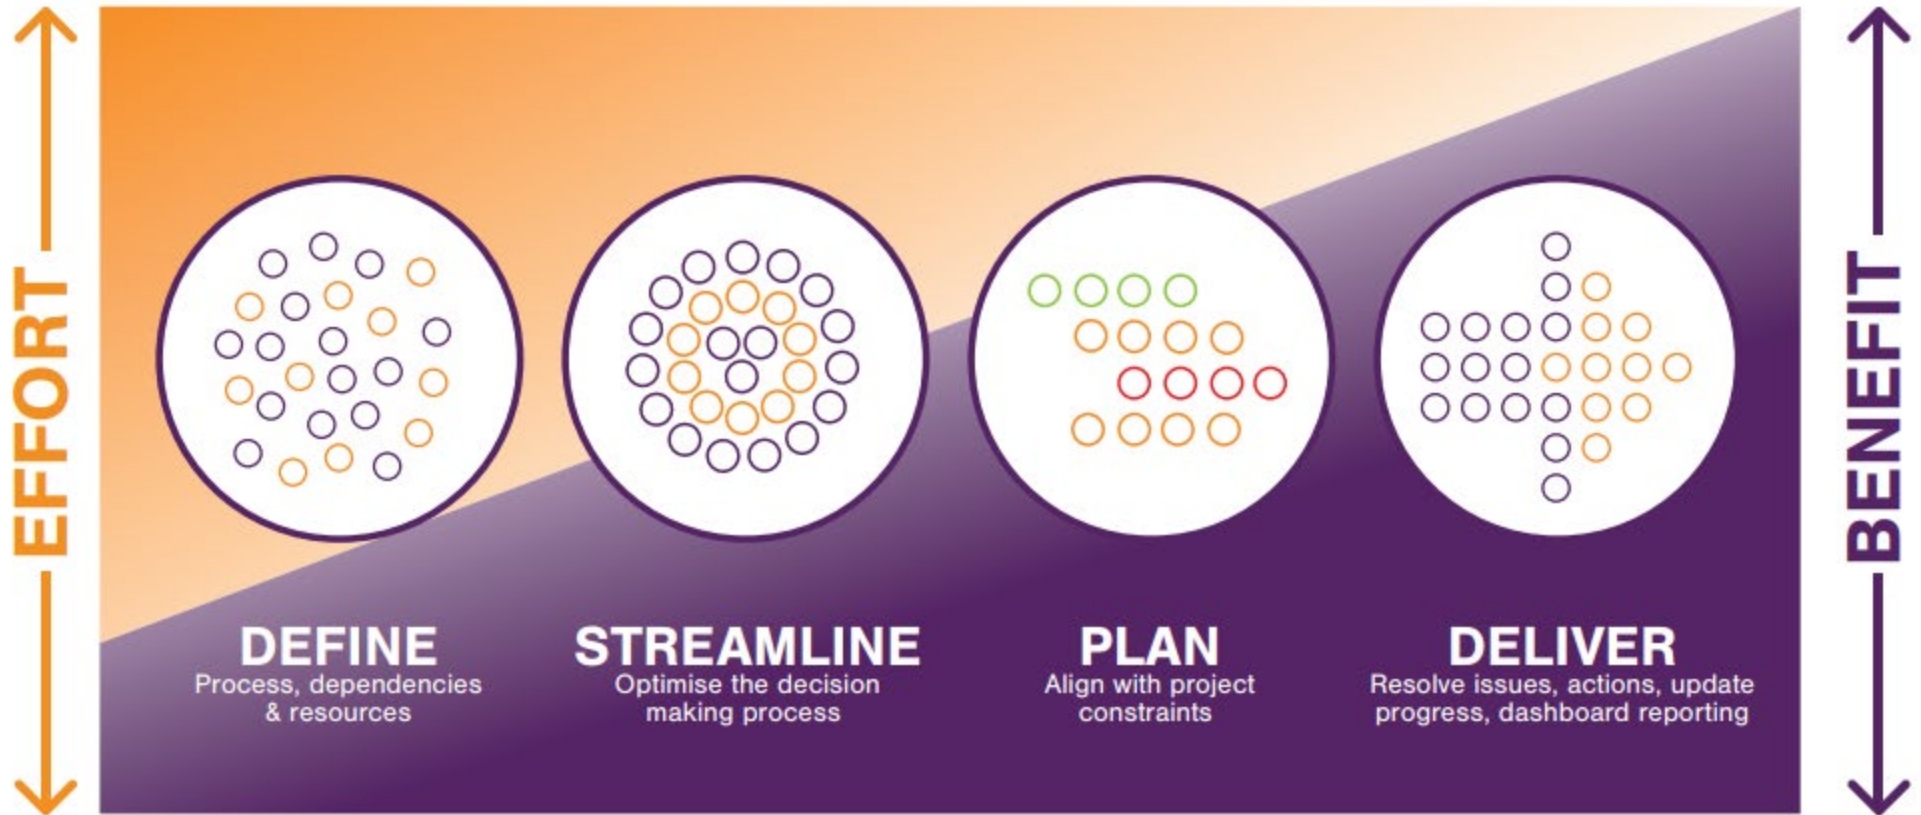 EFFORT
DEFINE
Process, dependencies
& resources
STREAMLINE
Optimise the decision
making process
PLAN
Align with project
constraints
DELIVER
Resolve issues, actions, update
progress, dashboard reporting
BENEFIT